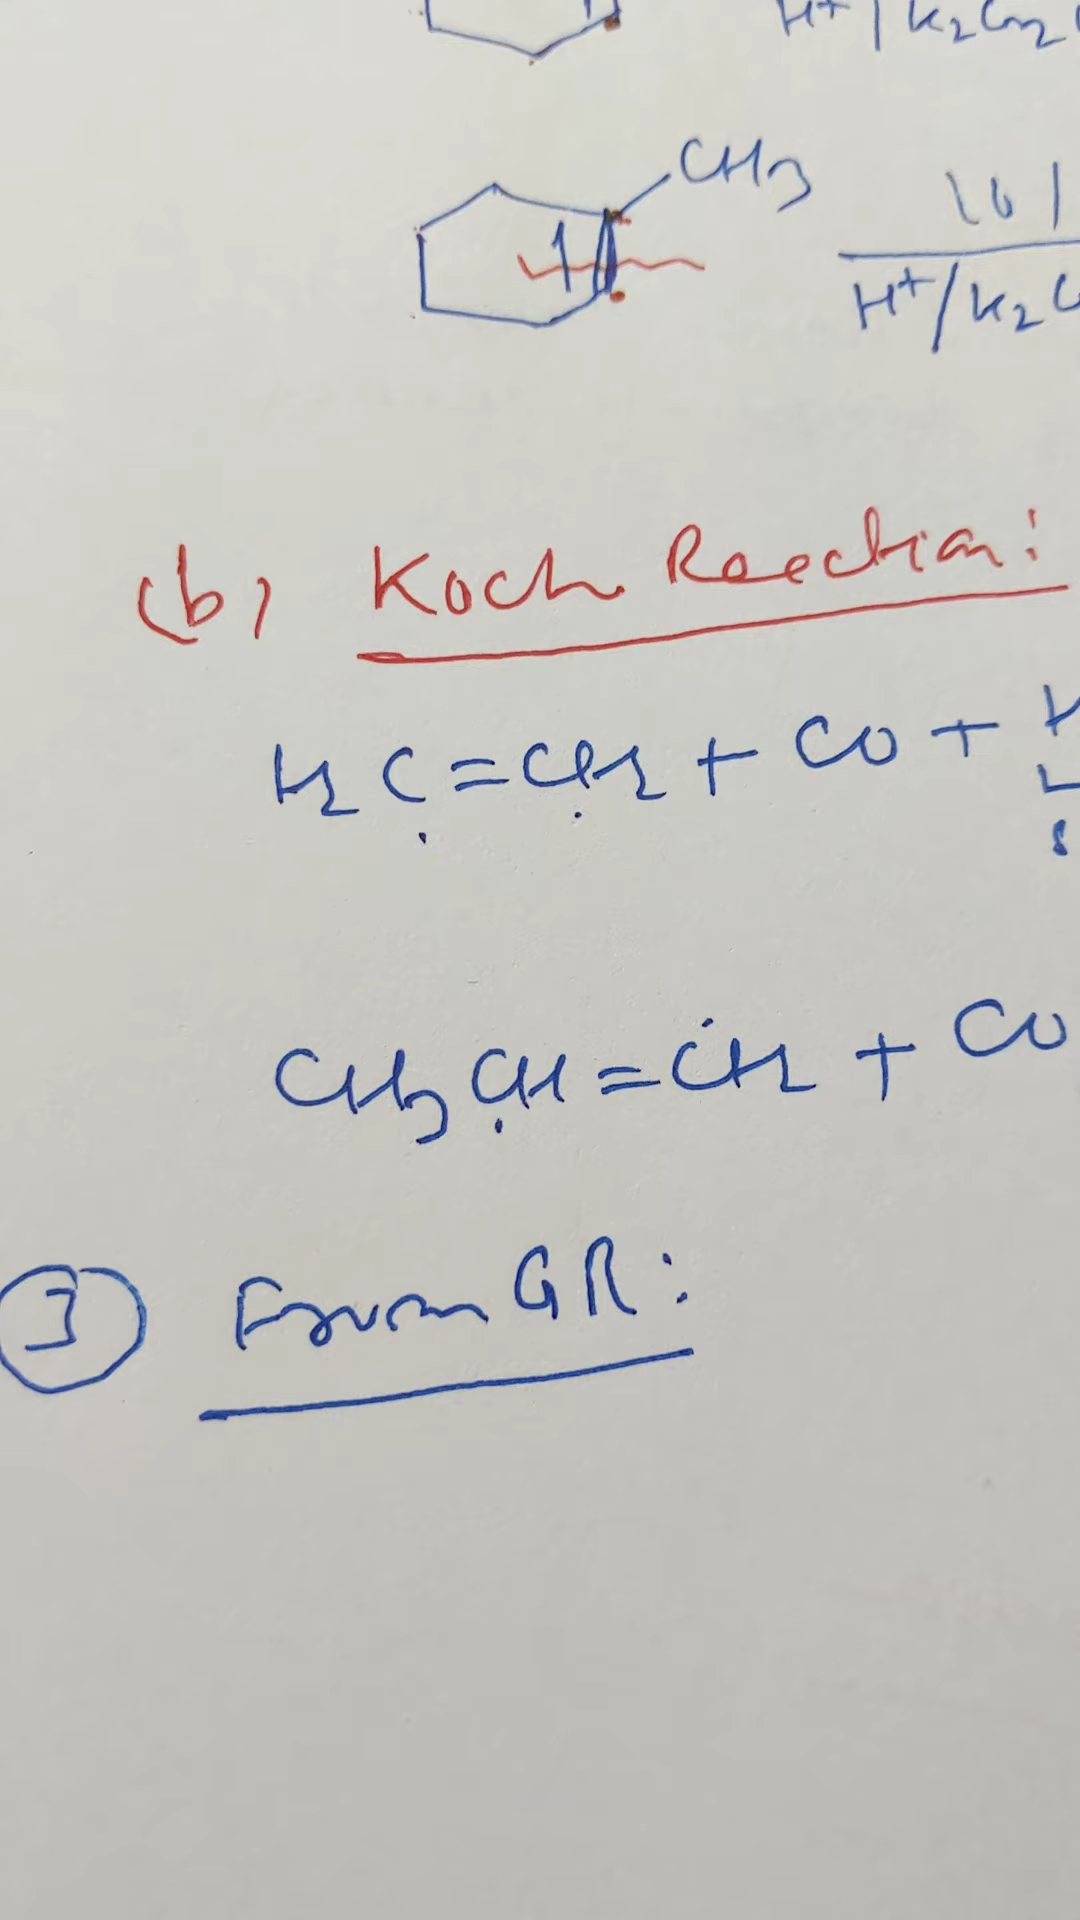 H+ / K2Cr2
CH3
[O]
H+/K2C
(b) Koch Reaction:
H2C=CH2 + CO + H
CH3CH=CH2 + CO
③ From GR: